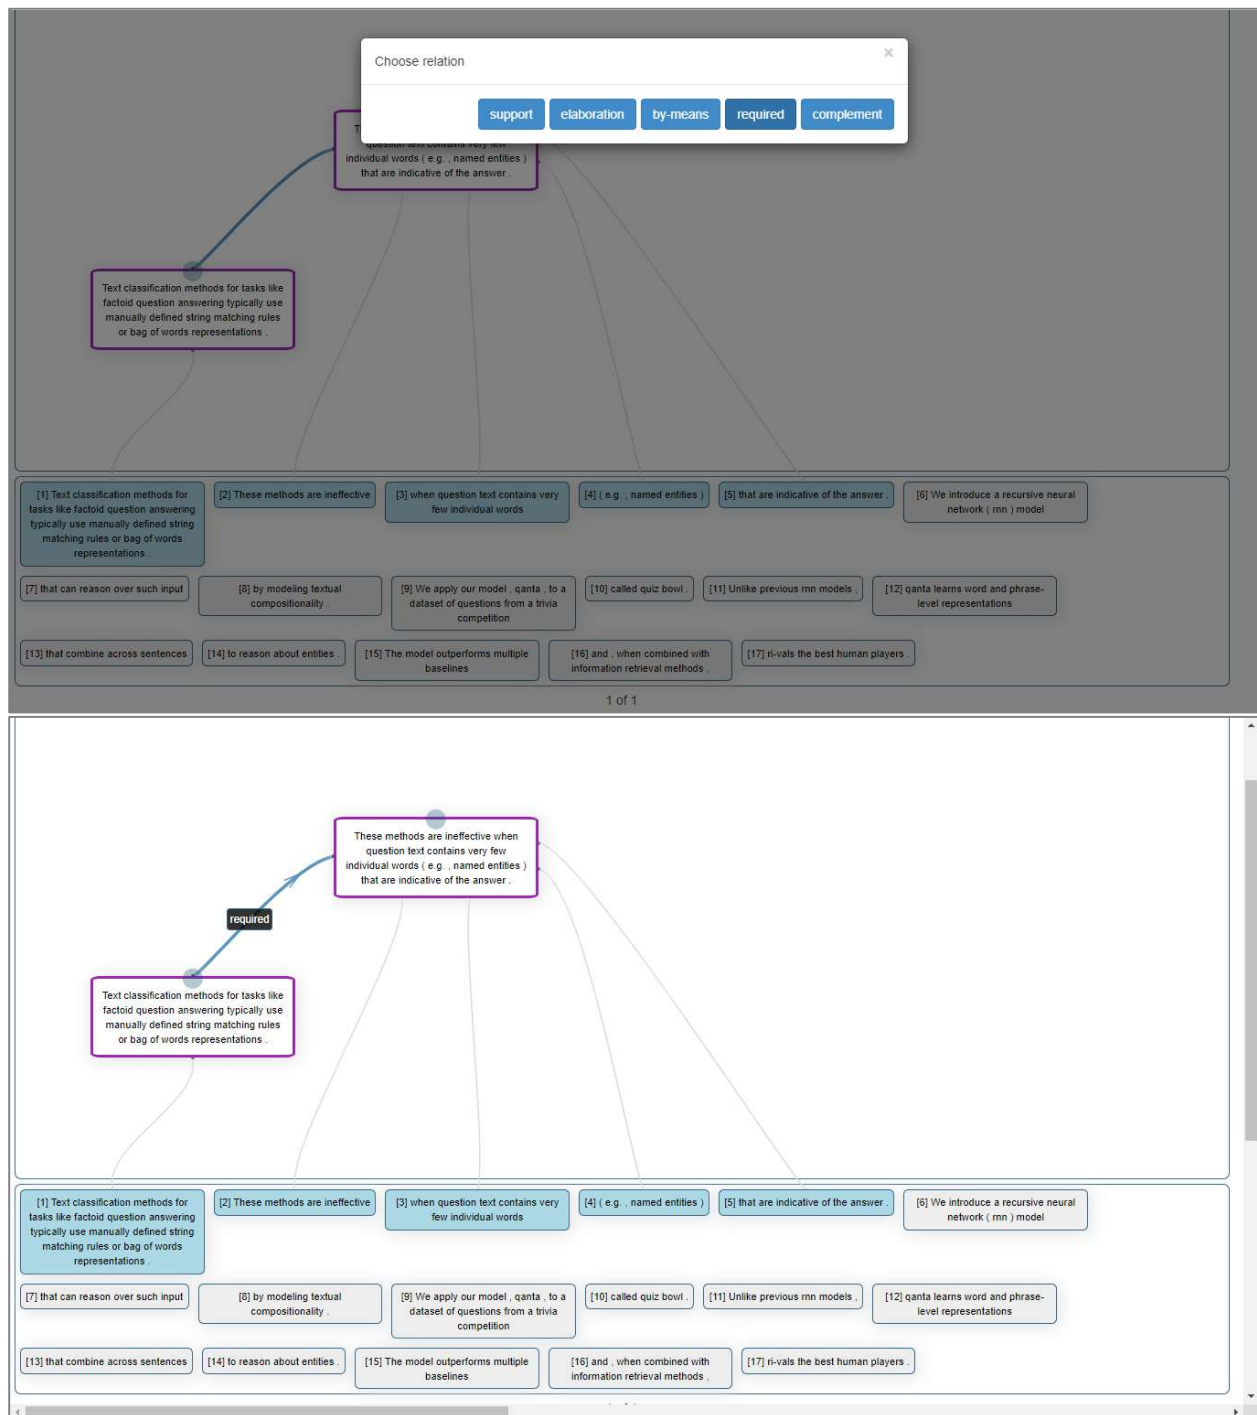 Choose relation
×
support elaboration by-means required complement
T
question text contains very few
individual words ( e.g. , named entities )
that are indicative of the answer .
Text classification methods for tasks like
factoid question answering typically use
manually defined string matching rules
or bag of words representations .
[1] Text classification methods for
tasks like factoid question answering
typically use manually defined string
matching rules or bag of words
representations .
[2] These methods are ineffective
[3] when question text contains very
few individual words
[4] ( e.g. , named entities )
[5] that are indicative of the answer .
[6] We introduce a recursive neural
network ( rnn ) model
[7] that can reason over such input
[8] by modeling textual
compositionality .
[9] We apply our model , qanta , to a
dataset of questions from a trivia
competition
[10] called quiz bowl .
[11] Unlike previous rnn models ,
[12] qanta learns word and phrase-
level representations
[13] that combine across sentences
[14] to reason about entities .
[15] The model outperforms multiple
baselines
[16] and , when combined with
information retrieval methods ,
[17] ri-vals the best human players .
1 of 1
These methods are ineffective when
question text contains very few
individual words ( e.g. , named entities )
that are indicative of the answer .
required
Text classification methods for tasks like
factoid question answering typically use
manually defined string matching rules
or bag of words representations .
[1] Text classification methods for
tasks like factoid question answering
typically use manually defined string
matching rules or bag of words
representations .
[2] These methods are ineffective
[3] when question text contains very
few individual words
[4] ( e.g. , named entities )
[5] that are indicative of the answer .
[6] We introduce a recursive neural
network ( rnn ) model
[7] that can reason over such input
[8] by modeling textual
compositionality .
[9] We apply our model , qanta , to a
dataset of questions from a trivia
competition
[10] called quiz bowl .
[11] Unlike previous rnn models ,
[12] qanta learns word and phrase-
level representations
[13] that combine across sentences
[14] to reason about entities .
[15] The model outperforms multiple
baselines
[16] and , when combined with
information retrieval methods ,
[17] ri-vals the best human players .